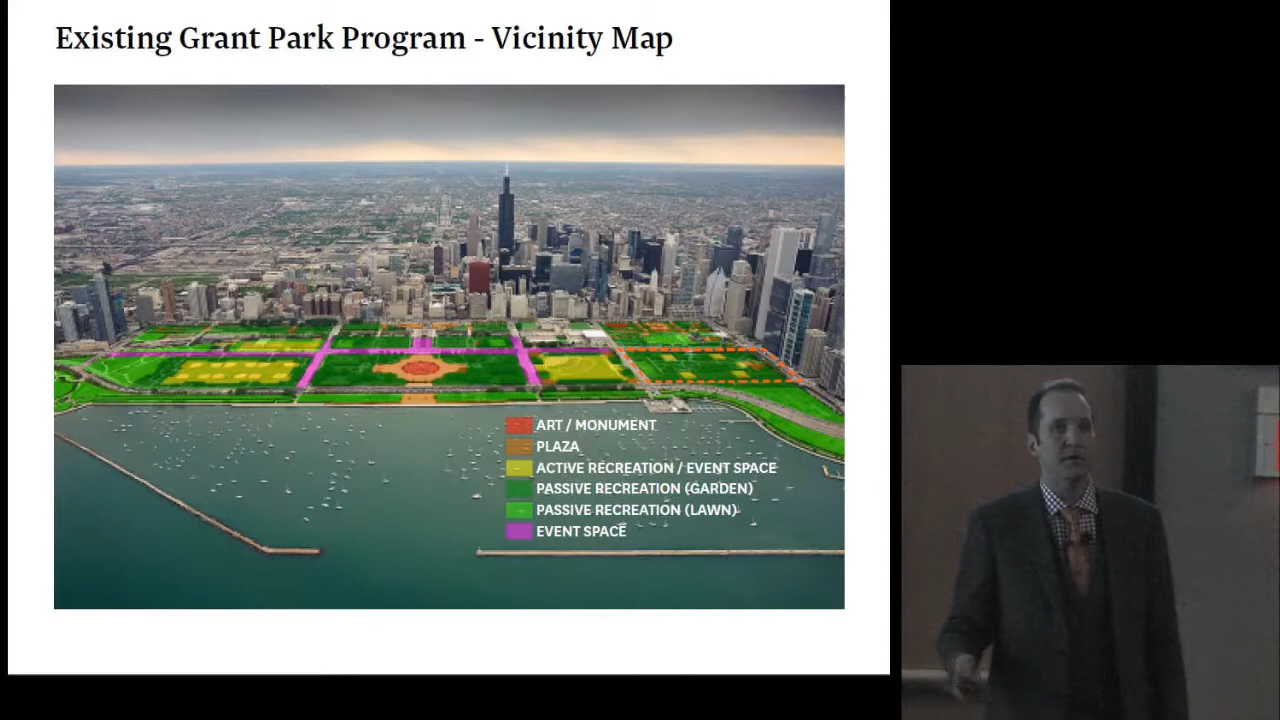 Existing Grant Park Program - Vicinity Map
ART / MONUMENT
PLAZA
ACTIVE RECREATION / EVENT SPACE
PASSIVE RECREATION (GARDEN)
PASSIVE RECREATION (LAWN)
EVENT SPACE